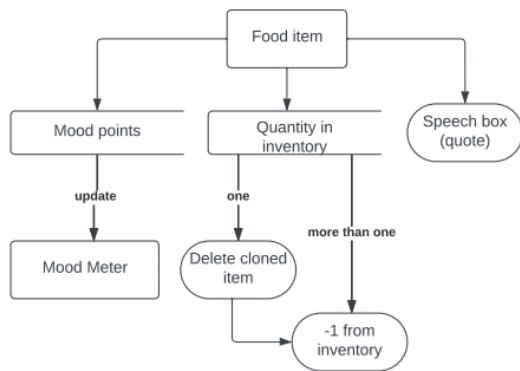 Food item
Mood points
Quantity in
inventory
Speech box
(quote)
update
one
more than one
Mood Meter
Delete cloned
item
-1 from
inventory